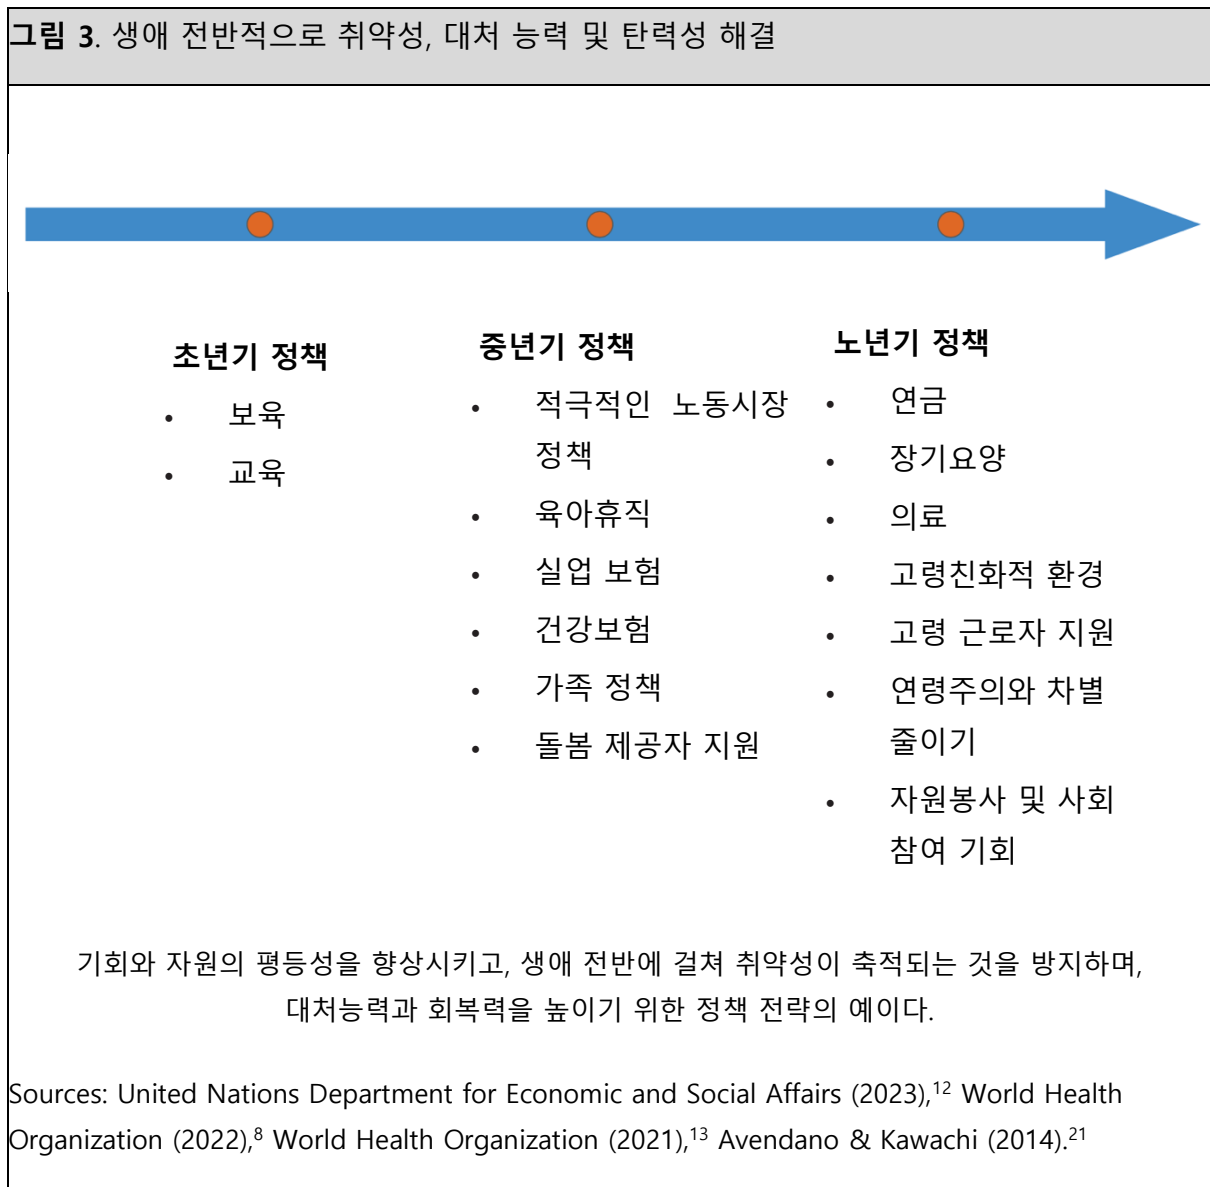 그림 3. 생애 전반적으로 취약성, 대처 능력 및 탄력성 해결
초년기 정책
• 보육
• 교육
중년기 정책
• 적극적인 노동시장
정책
• 육아휴직
• 실업 보험
• 건강보험
• 가족 정책
• 돌봄 제공자 지원
노년기 정책
• 연금
• 장기요양
• 의료
• 고령친화적 환경
• 고령 근로자 지원
• 연령주의와 차별
줄이기
• 자원봉사 및 사회
참여 기회
기회와 자원의 평등성을 향상시키고, 생애 전반에 걸쳐 취약성이 축적되는 것을 방지하며,
대처능력과 회복력을 높이기 위한 정책 전략의 예이다.
Sources: United Nations Department for Economic and Social Affairs (2023),12 World Health
Organization (2022),8 World Health Organization (2021),13 Avendano & Kawachi (2014).21